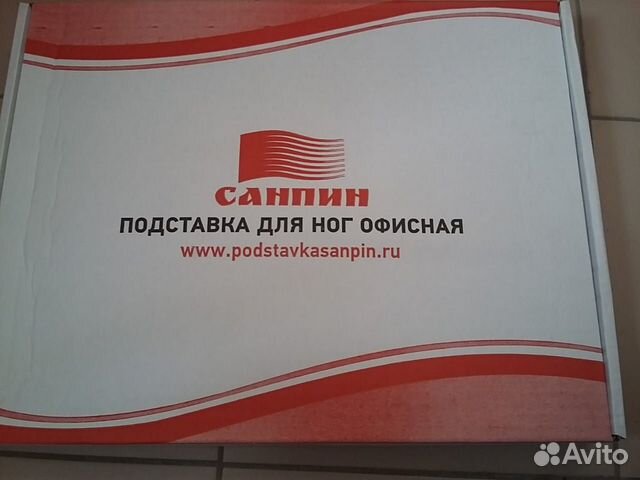 САНПИН
ПОДСТАВКА ДЛЯ НОГ ОФИСНАЯ
www.podstavkasanpin.ru
Avito